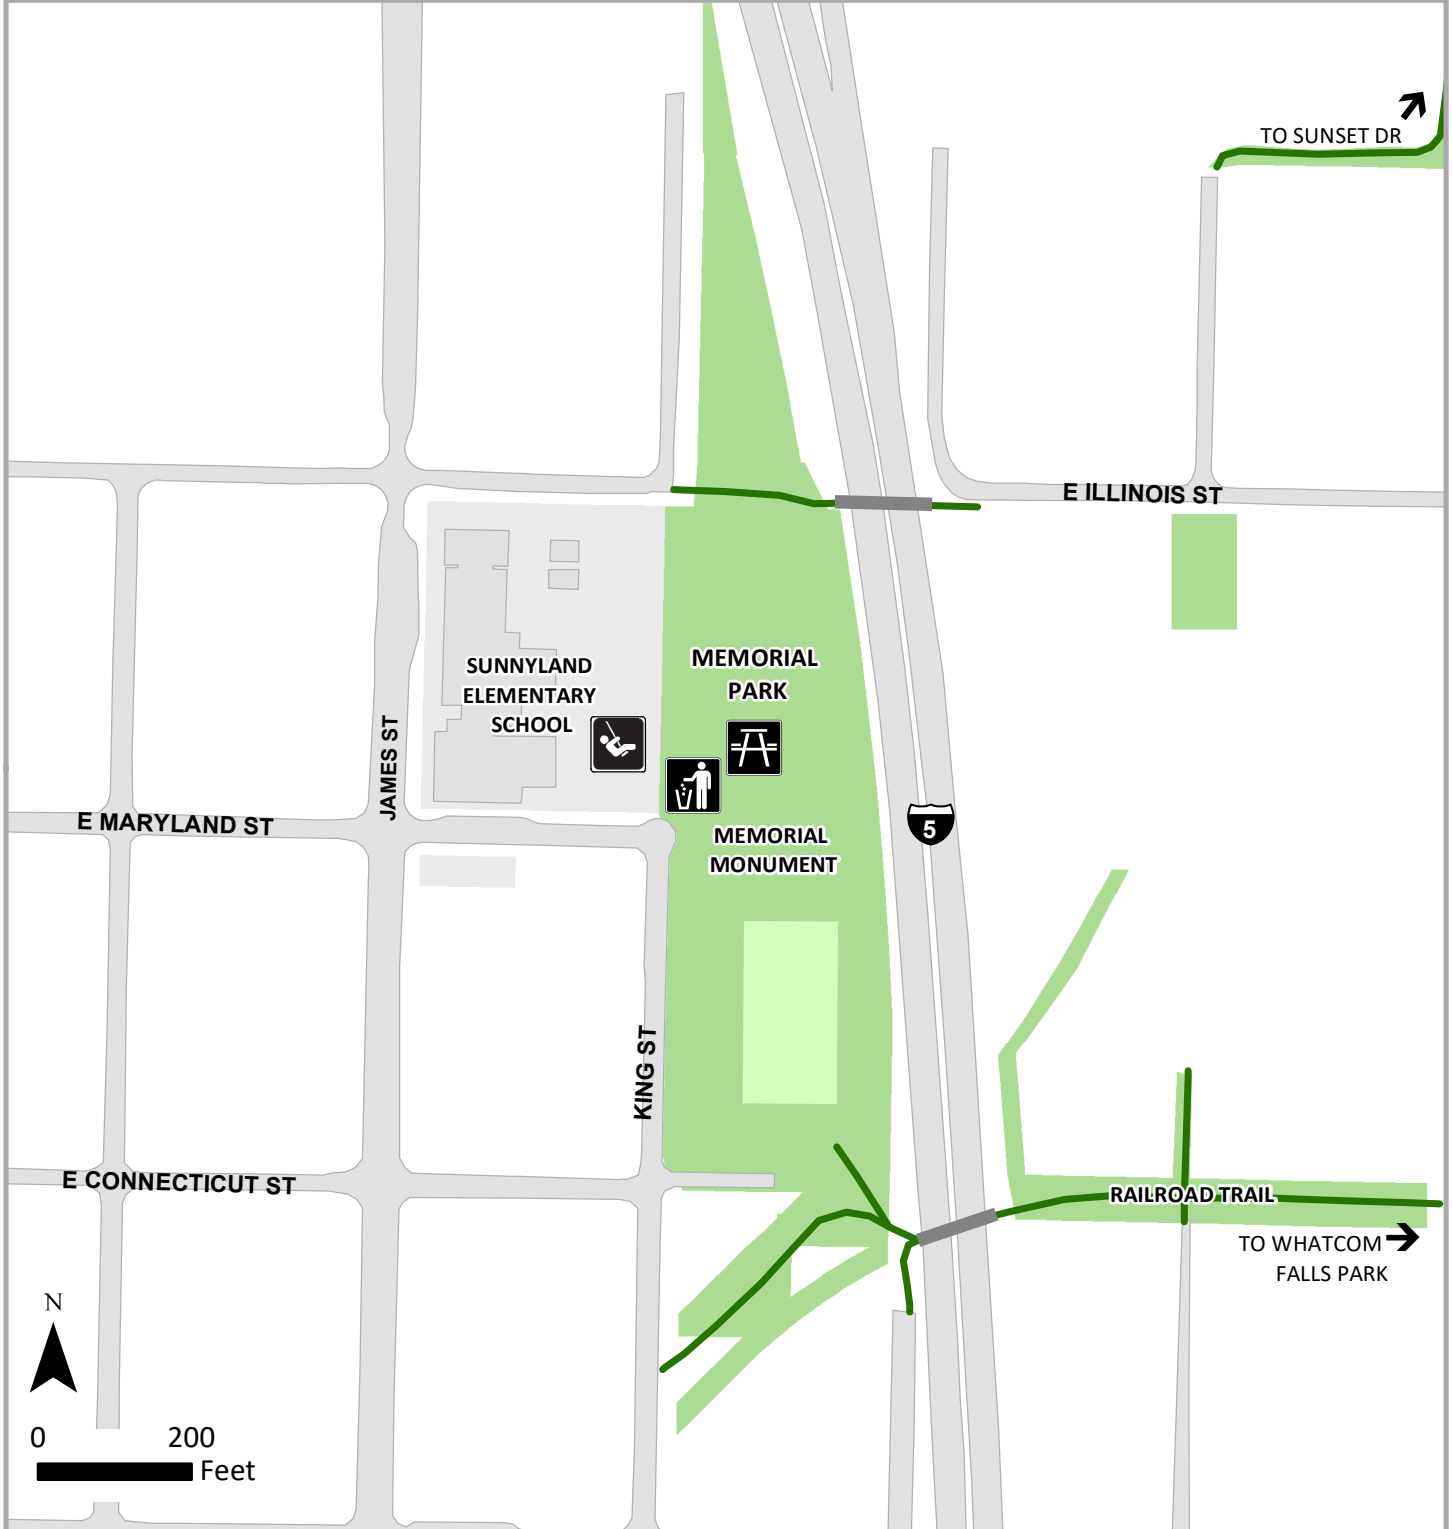 TO SUNSET DR
E ILLINOIS ST
MEMORIAL
PARK
SUNNYLAND
ELEMENTARY
SCHOOL
JAMES ST
E MARYLAND ST
5
MEMORIAL
MONUMENT
KING ST
E CONNECTICUT ST
RAILROAD TRAIL
TO WHATCOM
FALLS PARK
N
0 200
Feet